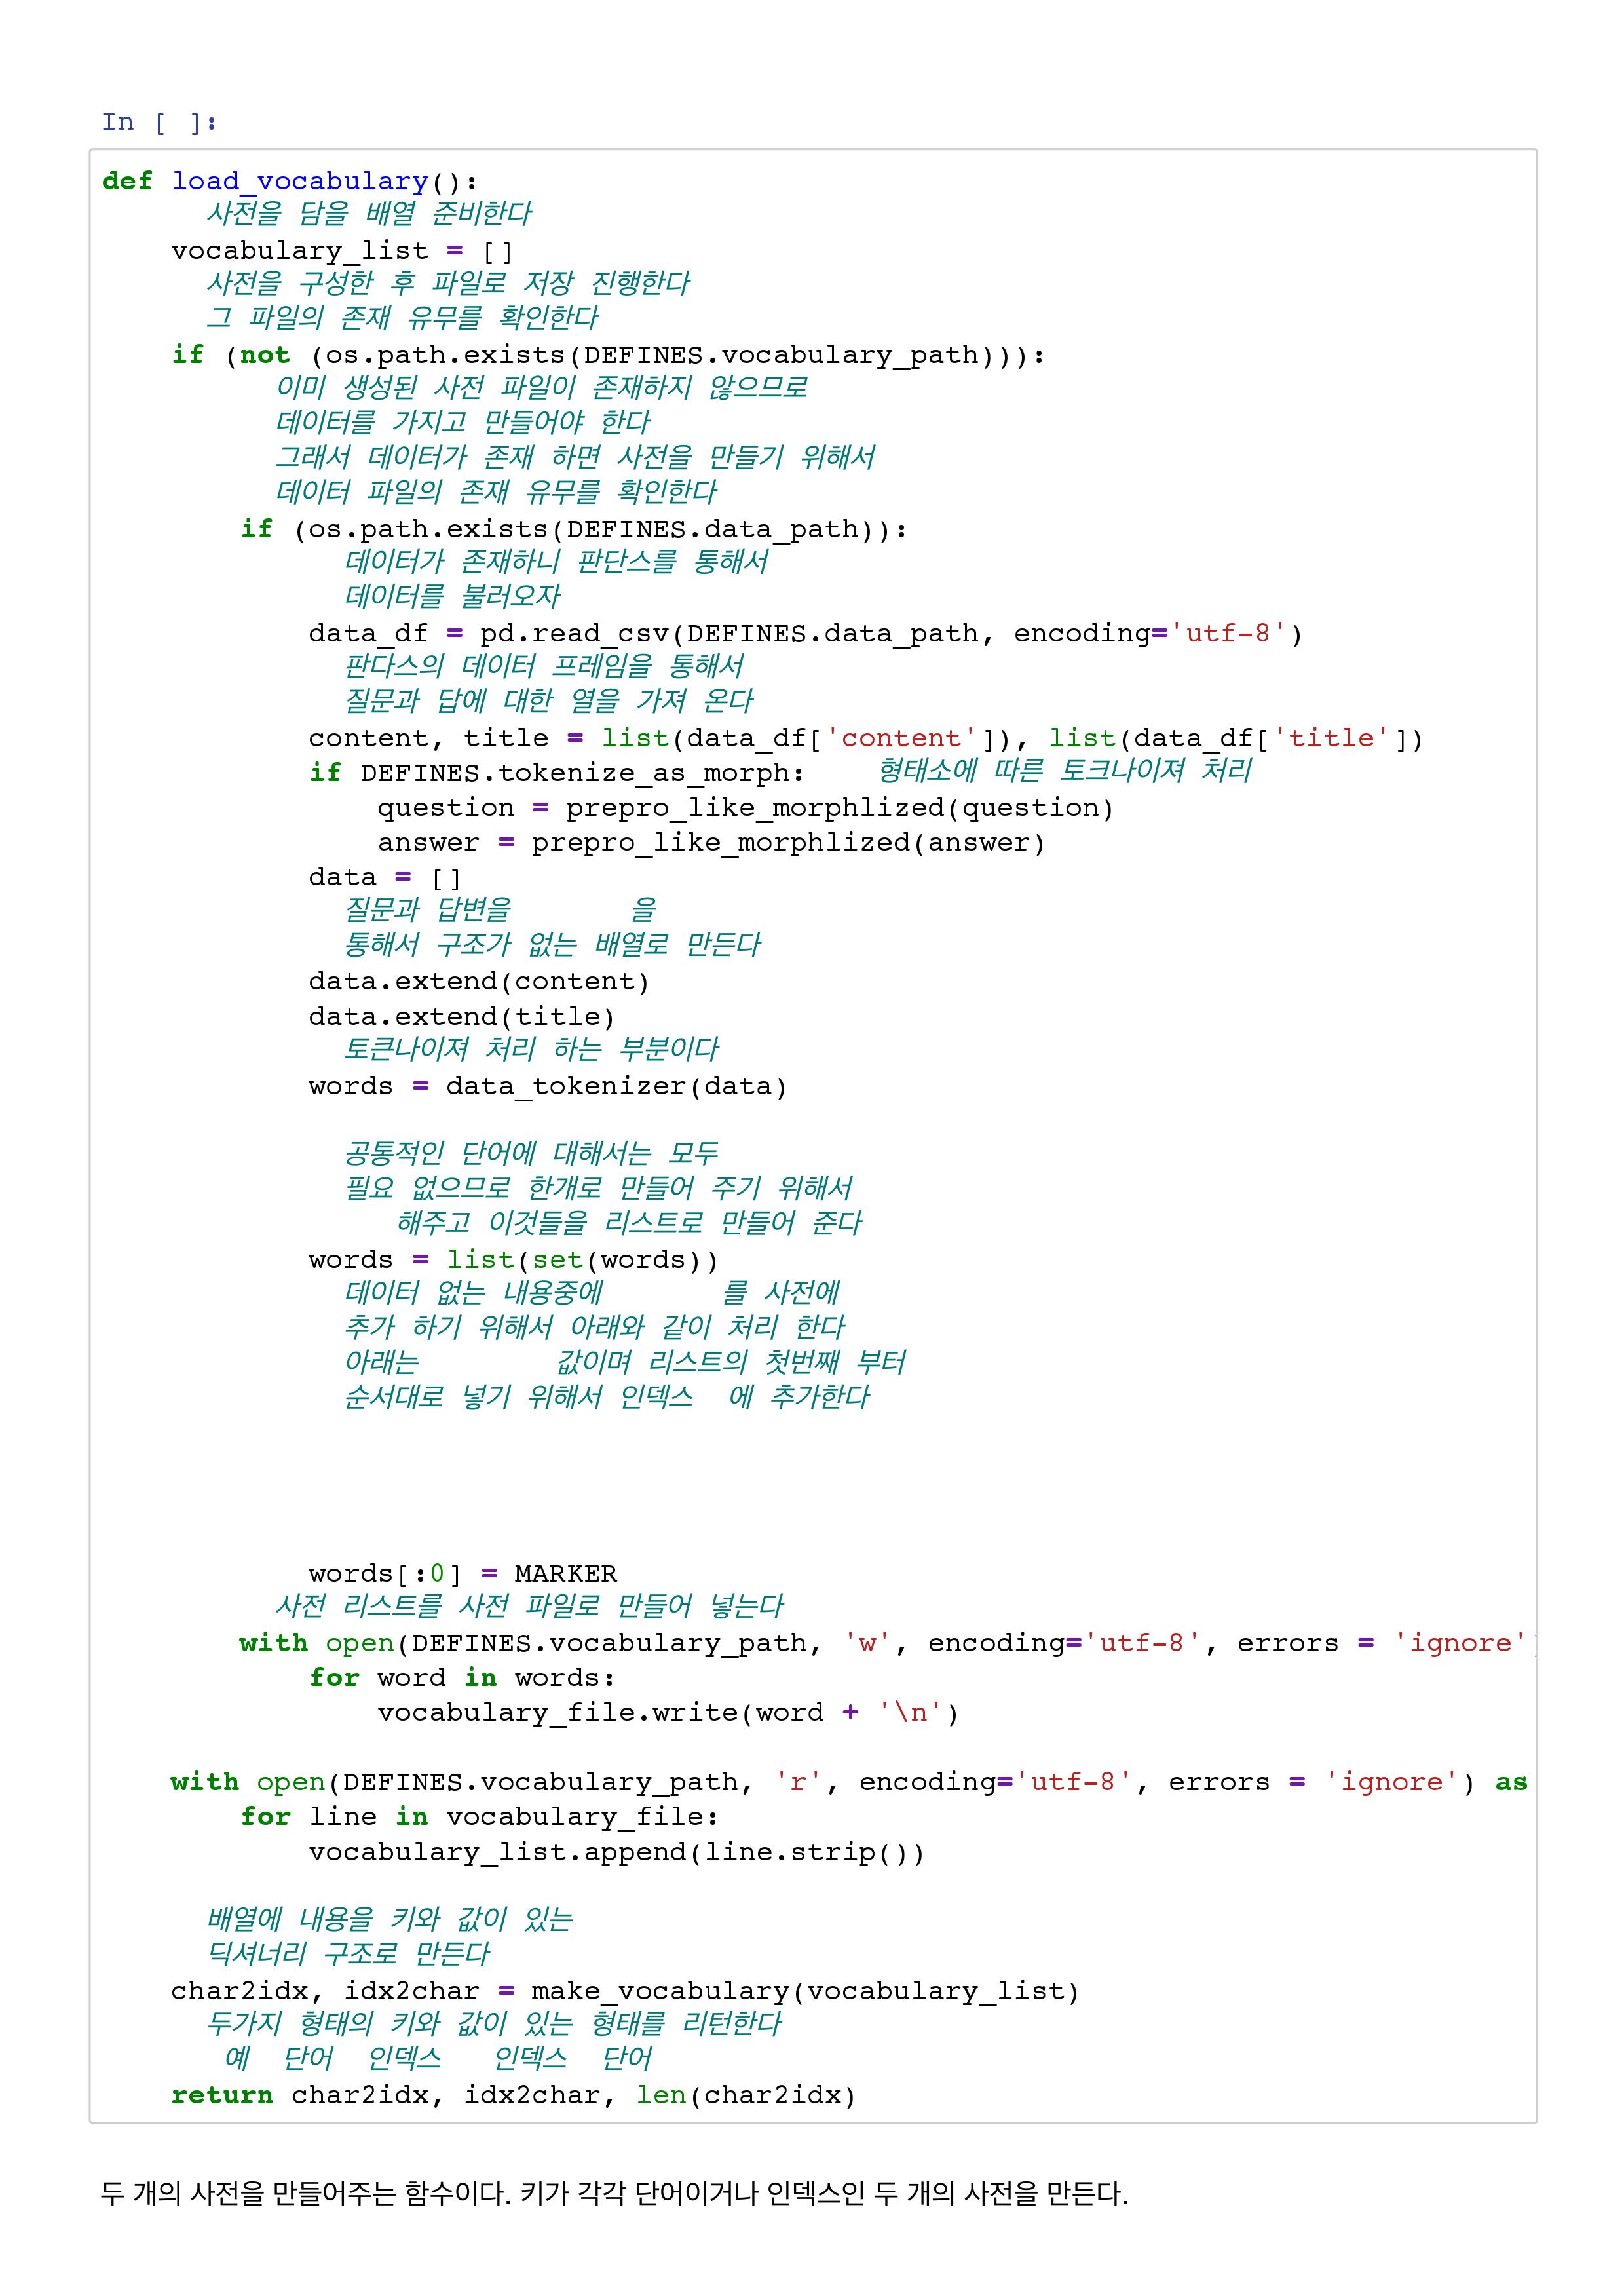 In [ ]:
def load_vocabulary():
사전을 담을 배열 준비한다
vocabulary_list = []
사전을 구성한 후 파일로 저장 진행한다
그 파일의 존재 유무를 확인한다
if (not (os.path.exists(DEFINES.vocabulary_path))):
이미 생성된 사전 파일이 존재하지 않으므로
데이터를 가지고 만들어야 한다
그래서 데이터가 존재 하면 사전을 만들기 위해서
데이터 파일의 존재 유무를 확인한다
if (os.path.exists(DEFINES.data_path)):
데이터가 존재하니 판단스를 통해서
데이터를 불러오자
data_df = pd.read_csv(DEFINES.data_path, encoding='utf-8')
판다스의 데이터 프레임을 통해서
질문과 답에 대한 열을 가져 온다
content, title = list(data_df['content']), list(data_df['title'])
if DEFINES.tokenize_as_morph: 형태소에 따른 토크나이져 처리
question = prepro_like_morphlized(question)
answer = prepro_like_morphlized(answer)
data = []
질문과 답변을 을
통해서 구조가 없는 배열로 만든다
data.extend(content)
data.extend(title)
토큰나이져 처리 하는 부분이다
words = data_tokenizer(data)
공통적인 단어에 대해서는 모두
필요 없으므로 한개로 만들어 주기 위해서
해주고 이것들을 리스트로 만들어 준다
words = list(set(words))
데이터 없는 내용중에 를 사전에
추가 하기 위해서 아래와 같이 처리 한다
아래는 값이며 리스트의 첫번째 부터
순서대로 넣기 위해서 인덱스 에 추가한다
words[:0] = MARKER
사전 리스트를 사전 파일로 만들어 넣는다
with open(DEFINES.vocabulary_path, 'w', encoding='utf-8', errors = 'ignore'
for word in words:
vocabulary_file.write(word + '\n')
with open(DEFINES.vocabulary_path, 'r', encoding='utf-8', errors = 'ignore') as
for line in vocabulary_file:
vocabulary_list.append(line.strip())
배열에 내용을 키와 값이 있는
딕셔너리 구조로 만든다
char2idx, idx2char = make_vocabulary(vocabulary_list)
두가지 형태의 키와 값이 있는 형태를 리턴한다
예 단어 인덱스 인덱스 단어
return char2idx, idx2char, len(char2idx)
두 개의 사전을 만들어주는 함수이다. 키가 각각 단어이거나 인덱스인 두 개의 사전을 만든다.